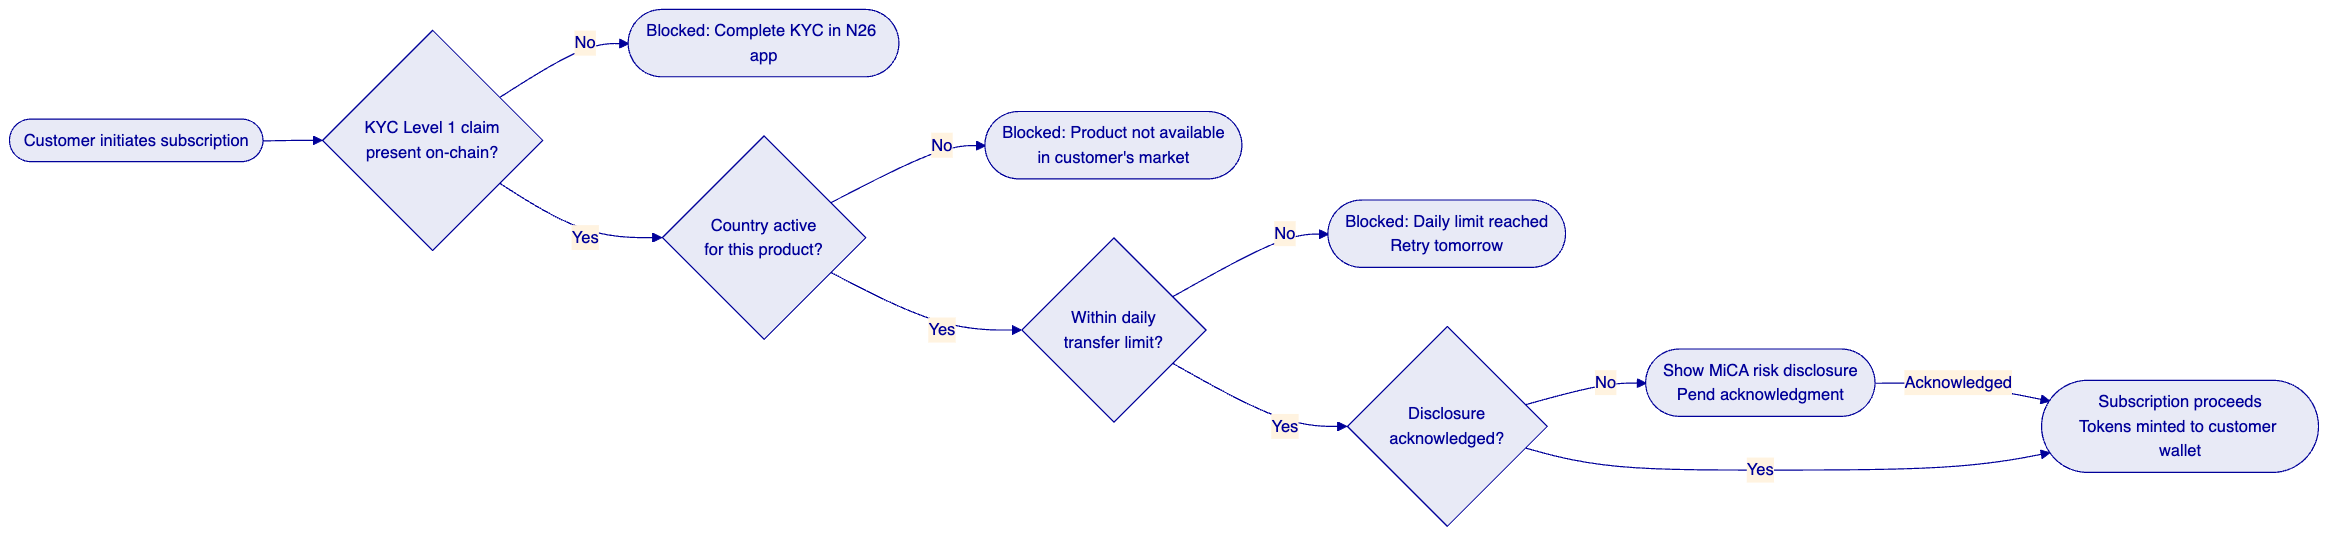 Customer initiates subscription
KYC Level 1 claim
present on-chain?
No
Blocked: Complete KYC in N26
app
Yes
Country active
for this product?
No
Blocked: Product not available
in customer's market
Yes
Within daily
transfer limit?
No
Blocked: Daily limit reached
Retry tomorrow
Yes
Disclosure
acknowledged?
No
Show MiCA risk disclosure
Pend acknowledgment
Acknowledged
Yes
Subscription proceeds
Tokens minted to customer
wallet